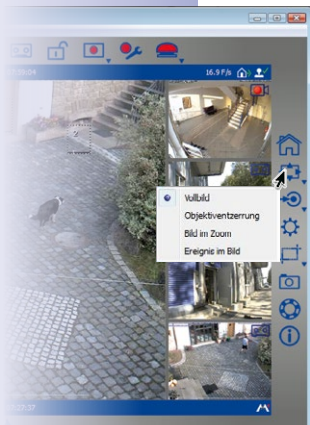 16.9 F/s
Vollbild
Objektiventzerrung
Bild im Zoom
Ereignis im Bild